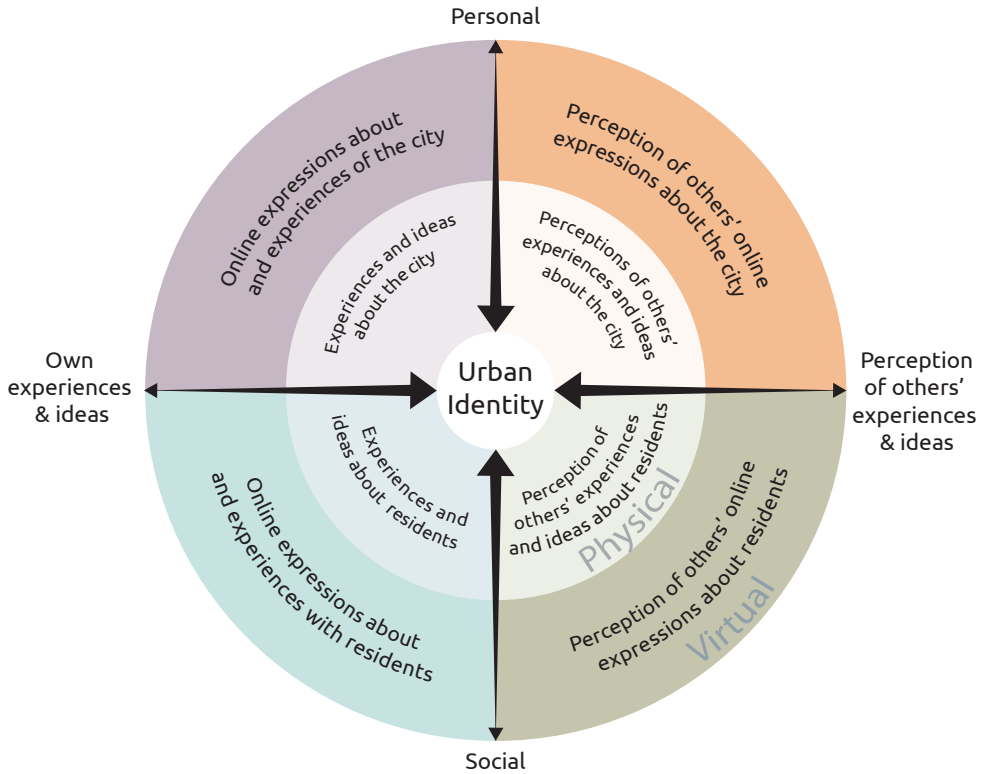 Personal
Online expressions about
and experiences of the city
Perception of others' online
expressions about the city
Experiences and ideas
about the city
Perceptions of others'
experiences and ideas
about the city
Own
experiences
& ideas
Urban
Identity
Perception
of others'
experiences
& ideas
Experiences and
ideas about residents
Perception of
others' experiences
and ideas about residents
Physical
Online expressions about
and experiences with residents
Perception of others' online
expressions about residents
Virtual
Social